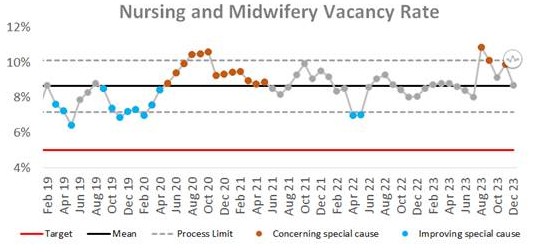 Nursing and Midwifery Vacancy Rate
12%
10%
8%
6%
4%
Feb 19 Apr 19 Jun 19 Aug 19 Oct 19 Dec 19 Feb 20 Apr 20 Jun 20 Aug 20 Oct 20 Dec 20 Feb 21 Apr 21 Jun 21 Aug 21 Oct 21 Dec 21 Feb 22 Apr 22 Jun 22 Aug 22 Oct 22 Dec 22 Feb 23 Apr 23 Jun 23 Aug 23 Oct 23 Dec 23
Target Mean Process Limit Concerning special cause Improving special cause